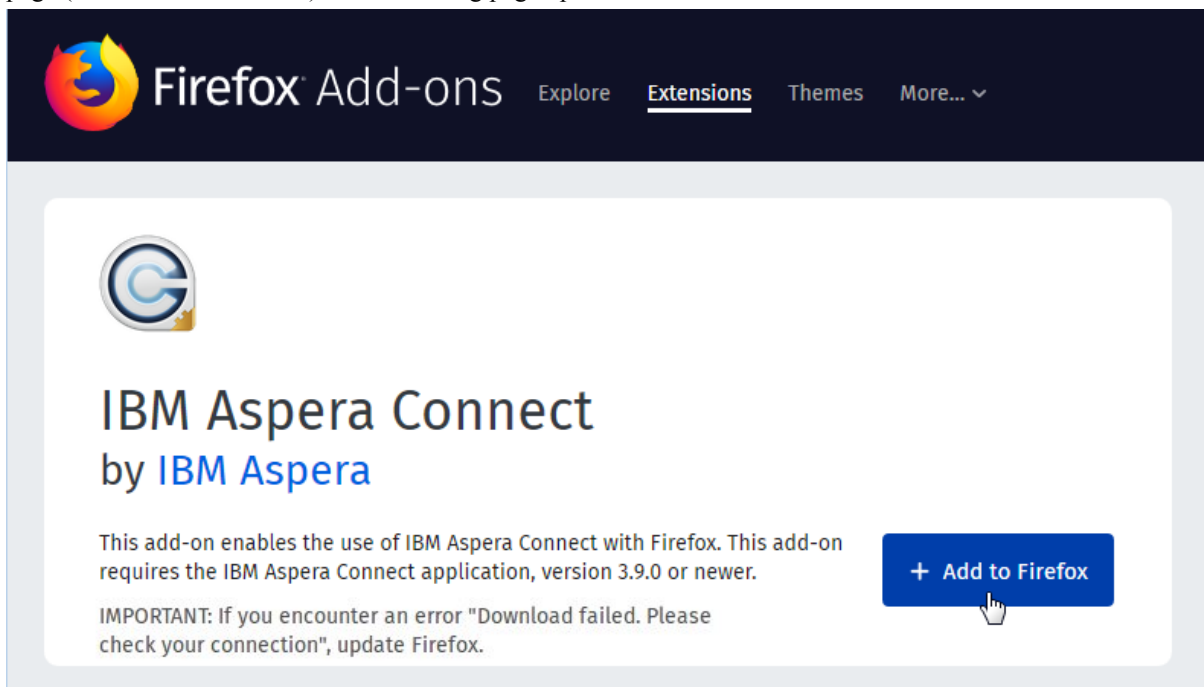 Firefox Add-ons Explore Extensions Themes More...
IBM Aspera Connect
by IBM Aspera
This add-on enables the use of IBM Aspera Connect with Firefox. This add-on
requires the IBM Aspera Connect application, version 3.9.0 or newer.
+ Add to Firefox
IMPORTANT: If you encounter an error "Download failed. Please
check your connection", update Firefox.